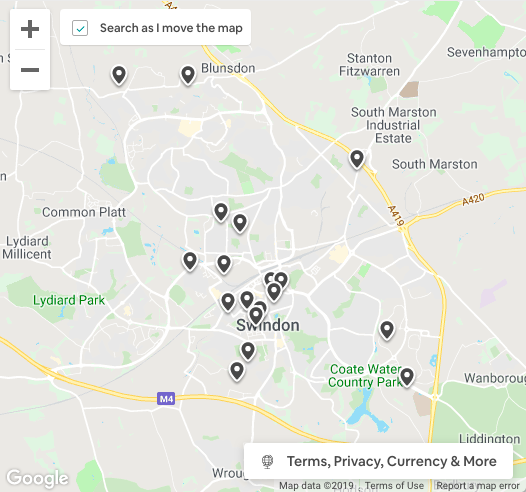 Search as I move the map
Blunsdon
Stanton
Fitzwarren
Sevenhampton
South Marston
Industrial
Estate
South Marston
A419
A420
Common Platt
Lydiard
Millicent
Lydiard Park
Swindon
Coate Water
Country Park
Wanborough
M4
Liddington
Wroug
Terms, Privacy, Currency & More
Google
Map data ©2019
Terms of Use
Report a map error